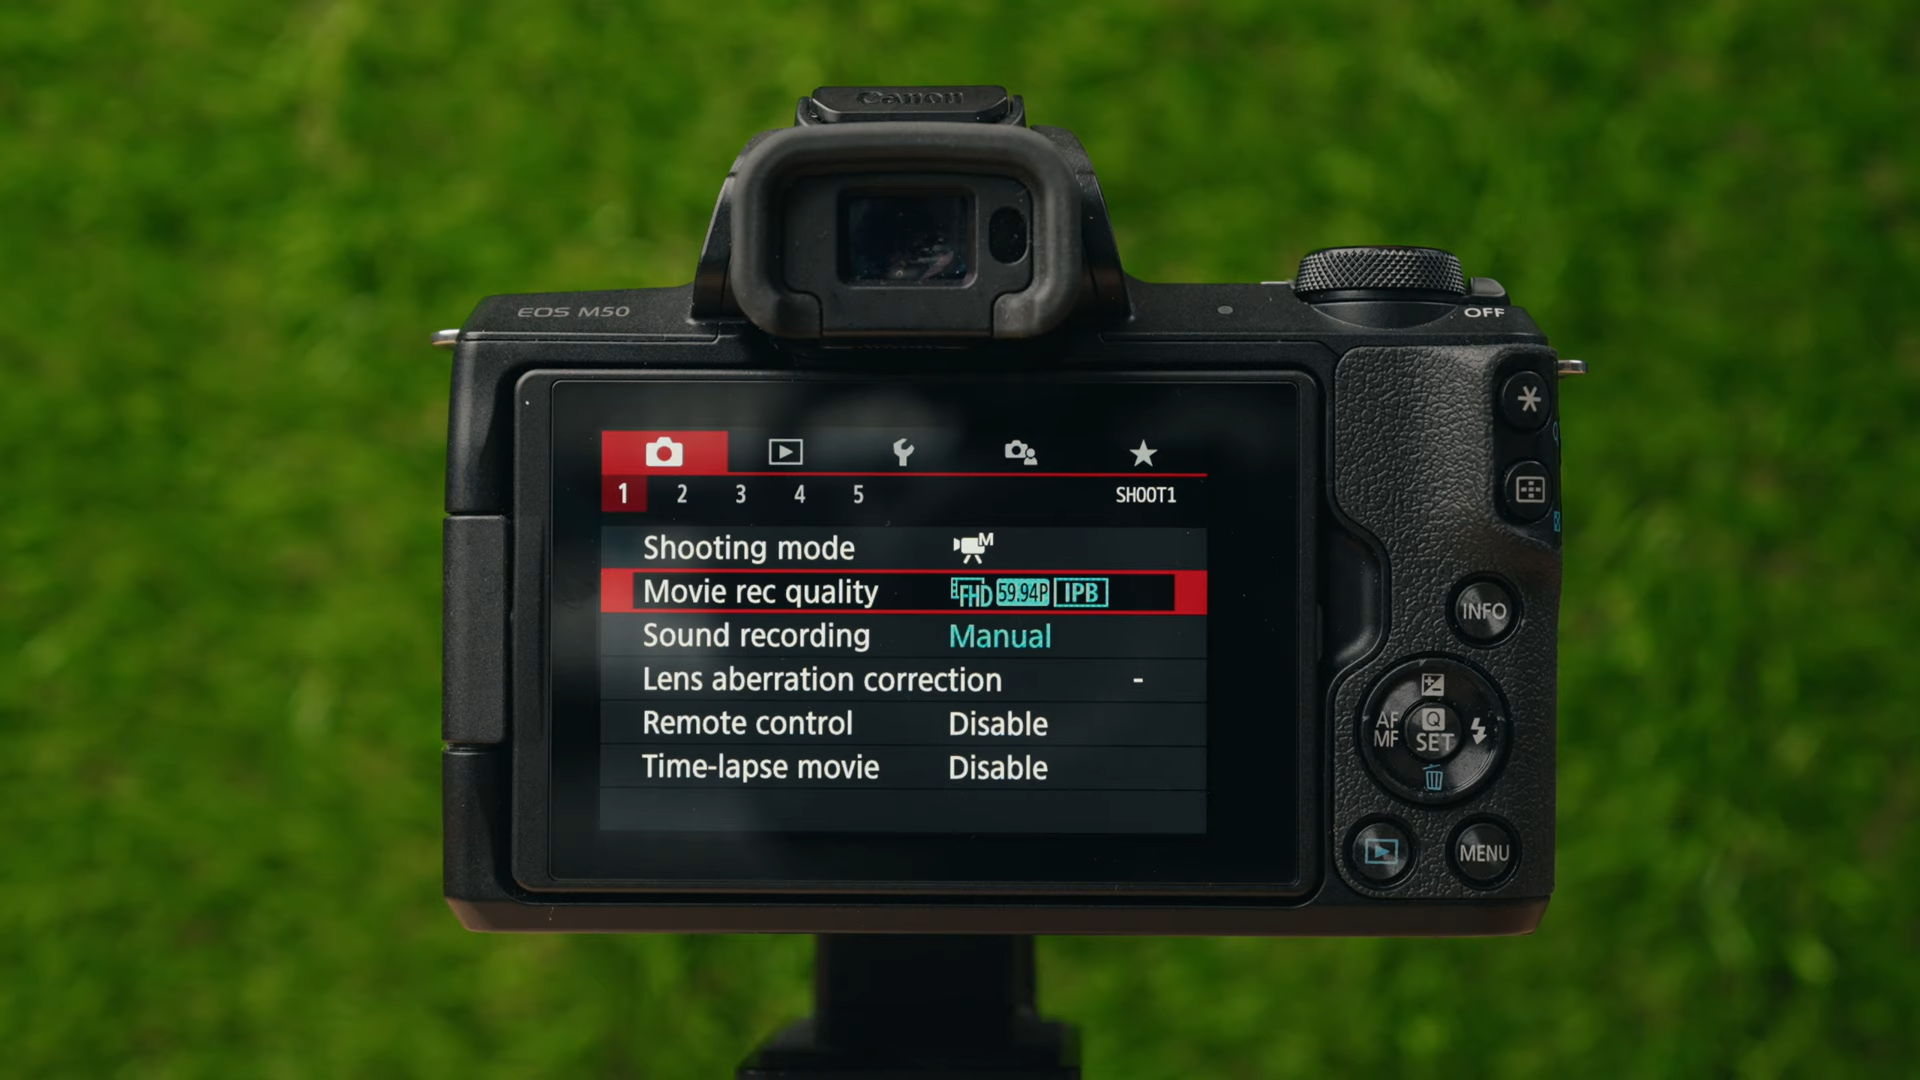 Canon
EOS M50
OFF
1 2 3 4 5 SHOOT1
Shooting mode M
Movie rec quality FHD 59.94P IPB
Sound recording Manual
Lens aberration correction -
Remote control Disable
Time-lapse movie Disable
INFO
AF
MF
Q
SET
MENU